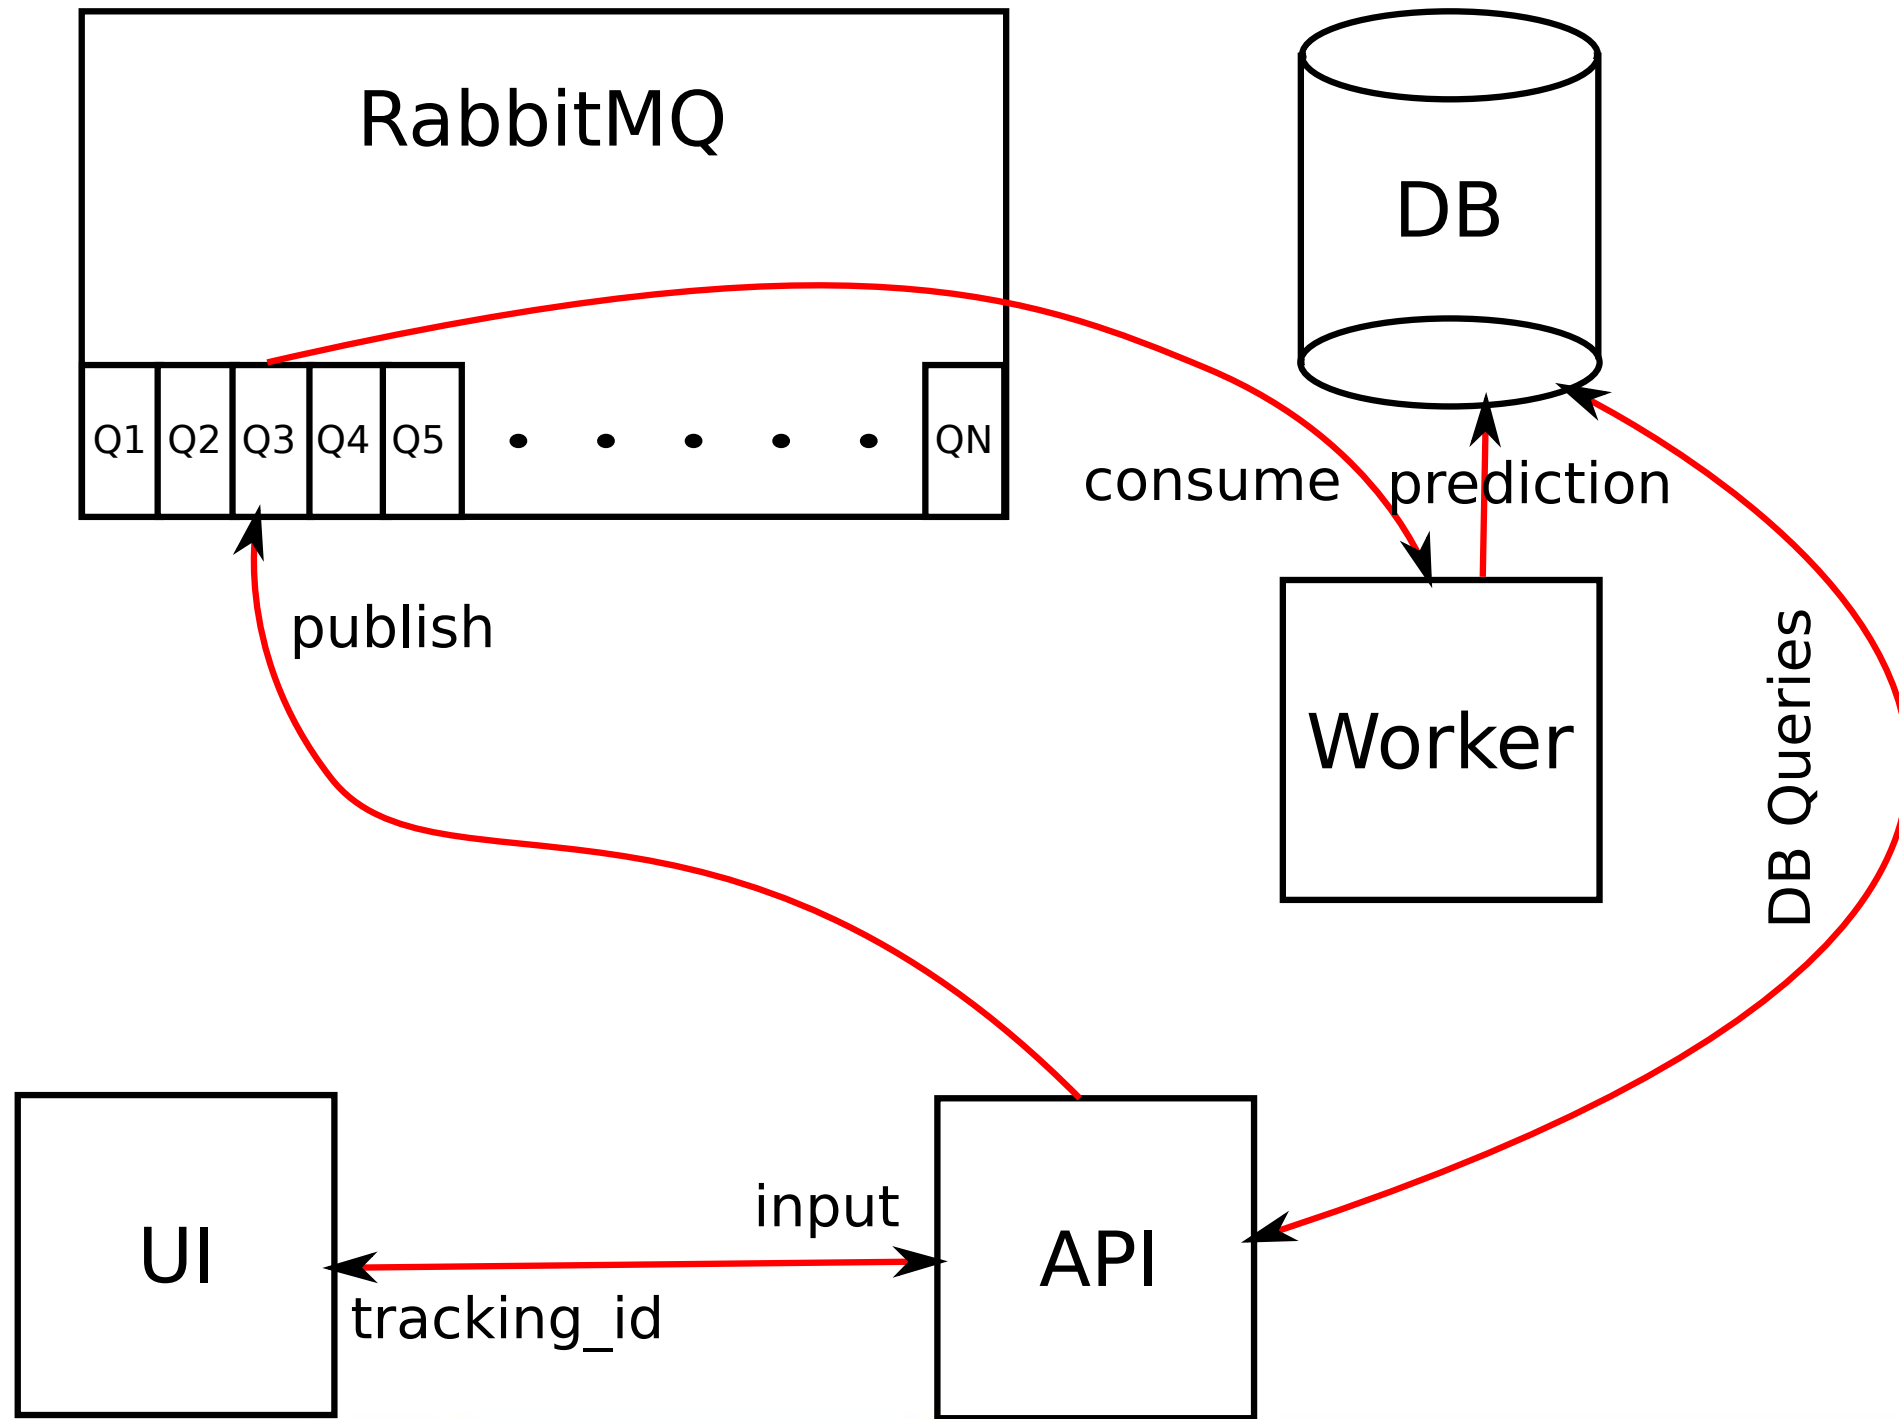 RabbitMQ
DB
Q1 Q2 Q3 Q4 Q5 QN
consume
prediction
publish
Worker
DB Queries
input
UI
API
tracking_id